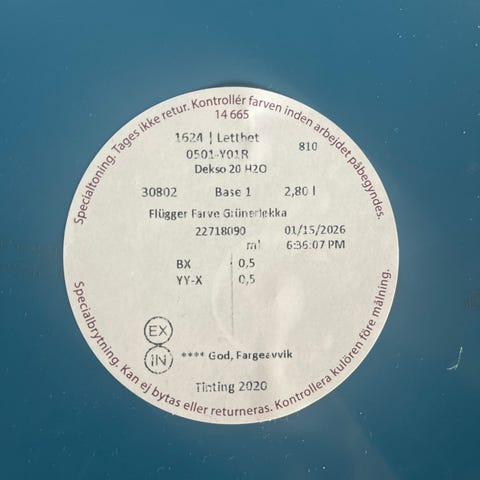 Specialtoning. Tages ikke retur. Kontrollér farven inden arbejdet påbegyndes.
14 665
1624 | Letthet
0501-Y01R 810
Dekso 20 H2O
30802 Base 1 2,80 l
Flügger Farve Grünerløkka
22718090 01/15/2026
ml 6:36:07 PM
BX 0,5
YY-X 0,5
EX
IN **** God, Fargeavvik
Tinting 2020
Specialbrytning. Kan ej bytas eller returneras. Kontrollera kulören före målning.